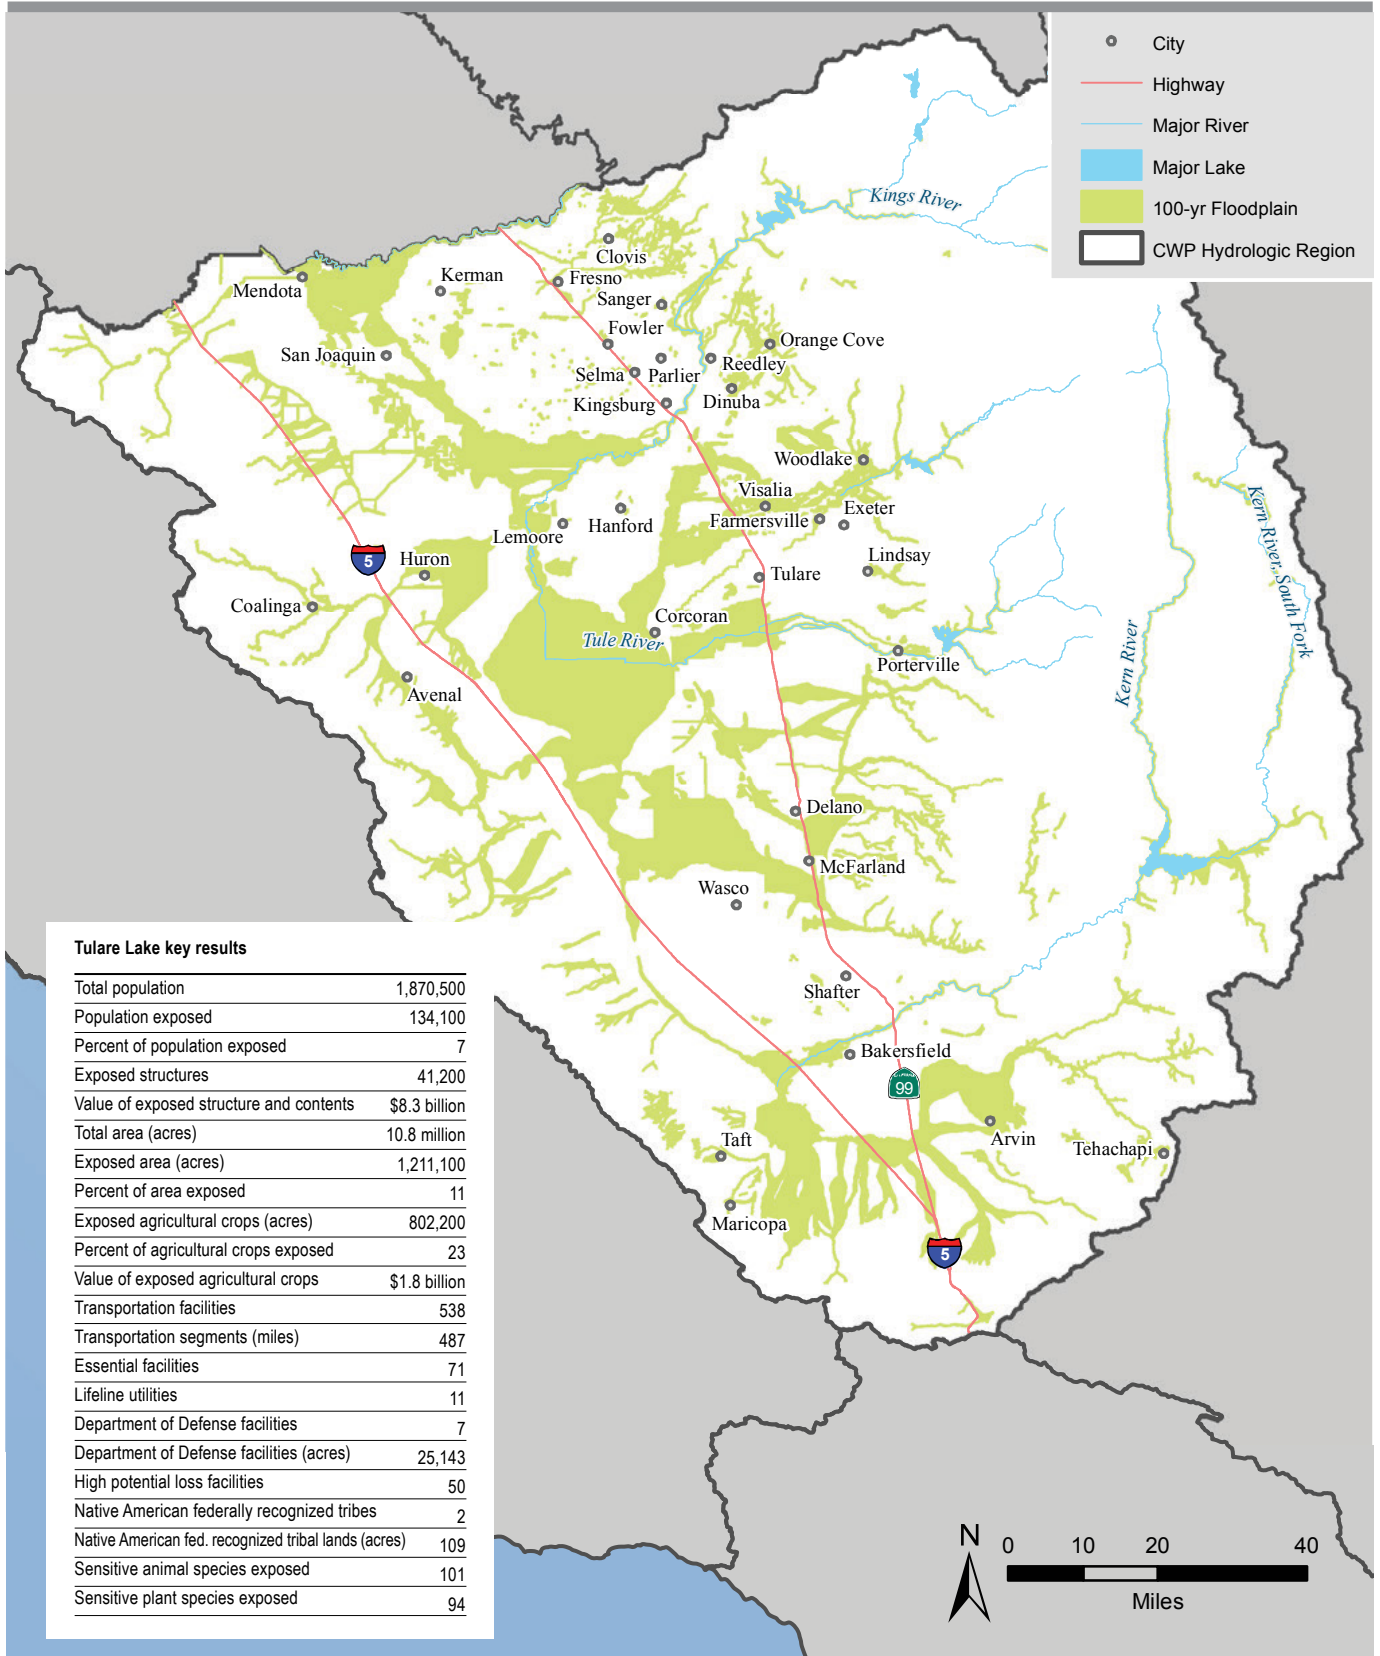 City
Highway
Major River
Major Lake
100-yr Floodplain
CWP Hydrologic Region
Kings River
Clovis
Mendota
Kerman
Fresno
Sanger
Fowler
Orange Cove
San Joaquin
Selma
Parlier
Reedley
Kingsburg
Dinuba
Woodlake
Visalia
Farmersville
Exeter
Lemoore
Hanford
Kern River, South Fork
5
Huron
Lindsay
Tulare
Coalinga
Corcoran
Tule River
Porterville
Kern River
Avenal
Delano
McFarland
Wasco
Shafter
Bakersfield
99
Taft
Arvin
Tehachapi
Maricopa
5
Tulare Lake key results
Total population 1,870,500
Population exposed 134,100
Percent of population exposed 7
Exposed structures 41,200
Value of exposed structure and contents $8.3 billion
Total area (acres) 10.8 million
Exposed area (acres) 1,211,100
Percent of area exposed 11
Exposed agricultural crops (acres) 802,200
Percent of agricultural crops exposed 23
Value of exposed agricultural crops $1.8 billion
Transportation facilities 538
Transportation segments (miles) 487
Essential facilities 71
Lifeline utilities 11
Department of Defense facilities 7
Department of Defense facilities (acres) 25,143
High potential loss facilities 50
Native American federally recognized tribes 2
Native American fed. recognized tribal lands (acres) 109
Sensitive animal species exposed 101
Sensitive plant species exposed 94
N
0 10 20 40
Miles